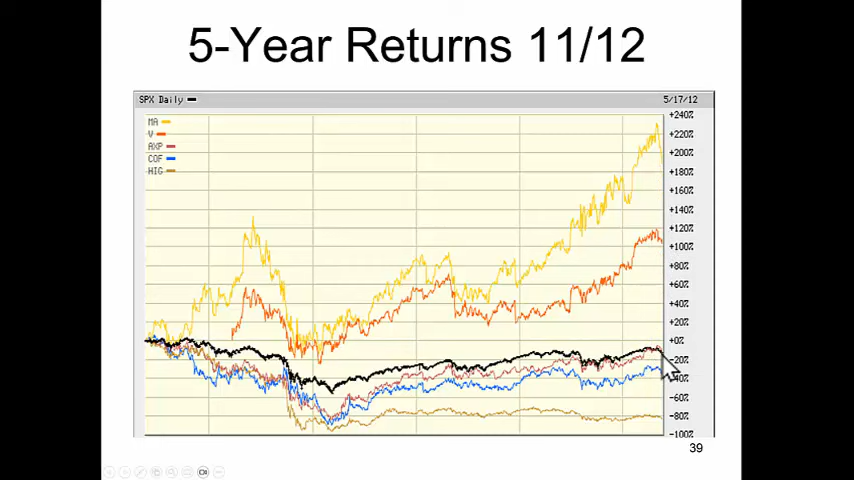 5-Year Returns 11/12
SPX Daily
5/17/12
MA
V
AXP
COF
HIG
+240%
+220%
+200%
+180%
+160%
+140%
+120%
+100%
+80%
+60%
+40%
+20%
+0%
-20%
-40%
-60%
-80%
-100%
39